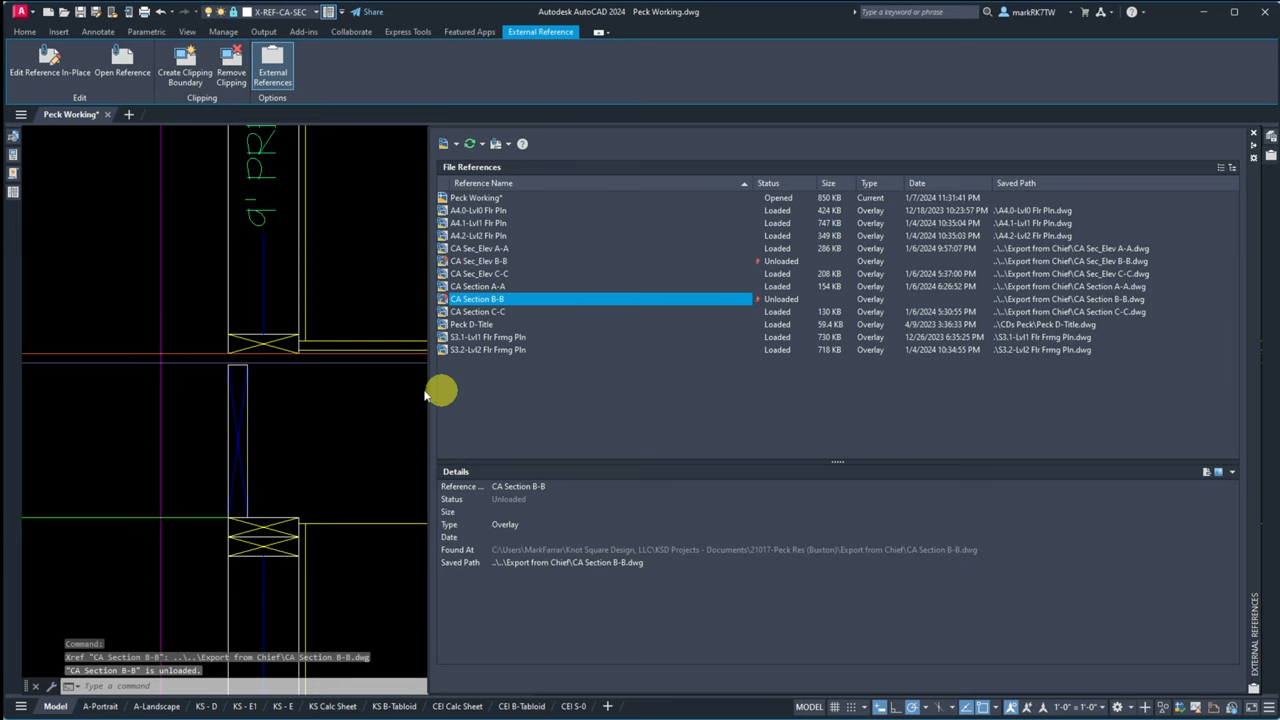 A X-REF-CA-SEC Share Autodesk AutoCAD 2024 Peck Working.dwg Type a keyword or phrase markRK7TW
Home Insert Annotate Parametric View Manage Output Add-ins Collaborate Express Tools Featured Apps External Reference
Edit Reference In-Place Open Reference Create Clipping Boundary Remove Clipping External References
Edit Clipping Options
Peck Working*
9' PR
File References
Reference Name Status Size Type Date Saved Path
Peck Working* Opened 850 KB Current 1/7/2024 11:31:41 PM
A4.0-Lvl0 Flr Pln Loaded 424 KB Overlay 12/18/2023 10:23:57 PM .\A4.0-Lvl0 Flr Pln.dwg
A4.1-Lvl1 Flr Pln Loaded 747 KB Overlay 1/4/2024 10:35:04 PM .\A4.1-Lvl1 Flr Pln.dwg
A4.2-Lvl2 Flr Pln Loaded 349 KB Overlay 1/4/2024 10:35:03 PM .\A4.2-Lvl2 Flr Pln.dwg
CA Sec_Elev A-A Loaded 286 KB Overlay 1/6/2024 9:57:07 PM ..\..\Export from Chief\CA Sec_Elev A-A.dwg
CA Sec_Elev B-B Unloaded Overlay ..\..\Export from Chief\CA Sec_Elev B-B.dwg
CA Sec_Elev C-C Loaded 208 KB Overlay 1/6/2024 5:37:00 PM ..\..\Export from Chief\CA Sec_Elev C-C.dwg
CA Section A-A Loaded 154 KB Overlay 1/6/2024 6:26:52 PM ..\..\Export from Chief\CA Section A-A.dwg
CA Section B-B Unloaded Overlay ..\..\Export from Chief\CA Section B-B.dwg
CA Section C-C Loaded 130 KB Overlay 1/6/2024 5:30:55 PM ..\..\Export from Chief\CA Section C-C.dwg
Peck D-Title Loaded 59.4 KB Overlay 4/9/2023 3:36:33 PM ..\CDs Peck\Peck D-Title.dwg
S3.1-Lvl1 Flr Frmg Pln Loaded 730 KB Overlay 12/26/2023 6:35:25 PM .\S3.1-Lvl1 Flr Frmg Pln.dwg
S3.2-Lvl2 Flr Frmg Pln Loaded 718 KB Overlay 1/4/2024 10:34:55 PM .\S3.2-Lvl2 Flr Frmg Pln.dwg
Details
Reference ... CA Section B-B
Status Unloaded
Size
Type Overlay
Date
Found At C:\Users\MarkFarrar\Knot Square Design, LLC\KSD Projects - Documents\21017-Peck Res (Buxton)\Export from Chief\CA Section B-B.dwg
Saved Path ..\..\Export from Chief\CA Section B-B.dwg
EXTERNAL REFERENCES
Command:
Xref "CA Section B-B": ..\..\Export from Chief\CA Section B-B.dwg
"CA Section B-B" is unloaded.
Type a command
Model A-Portrait A-Landscape KS - D KS - E1 KS - E KS Calc Sheet KS B-Tabloid CEI Calc Sheet CEI B-Tabloid CEI S-0 MODEL 1'-0" = 1'-0"